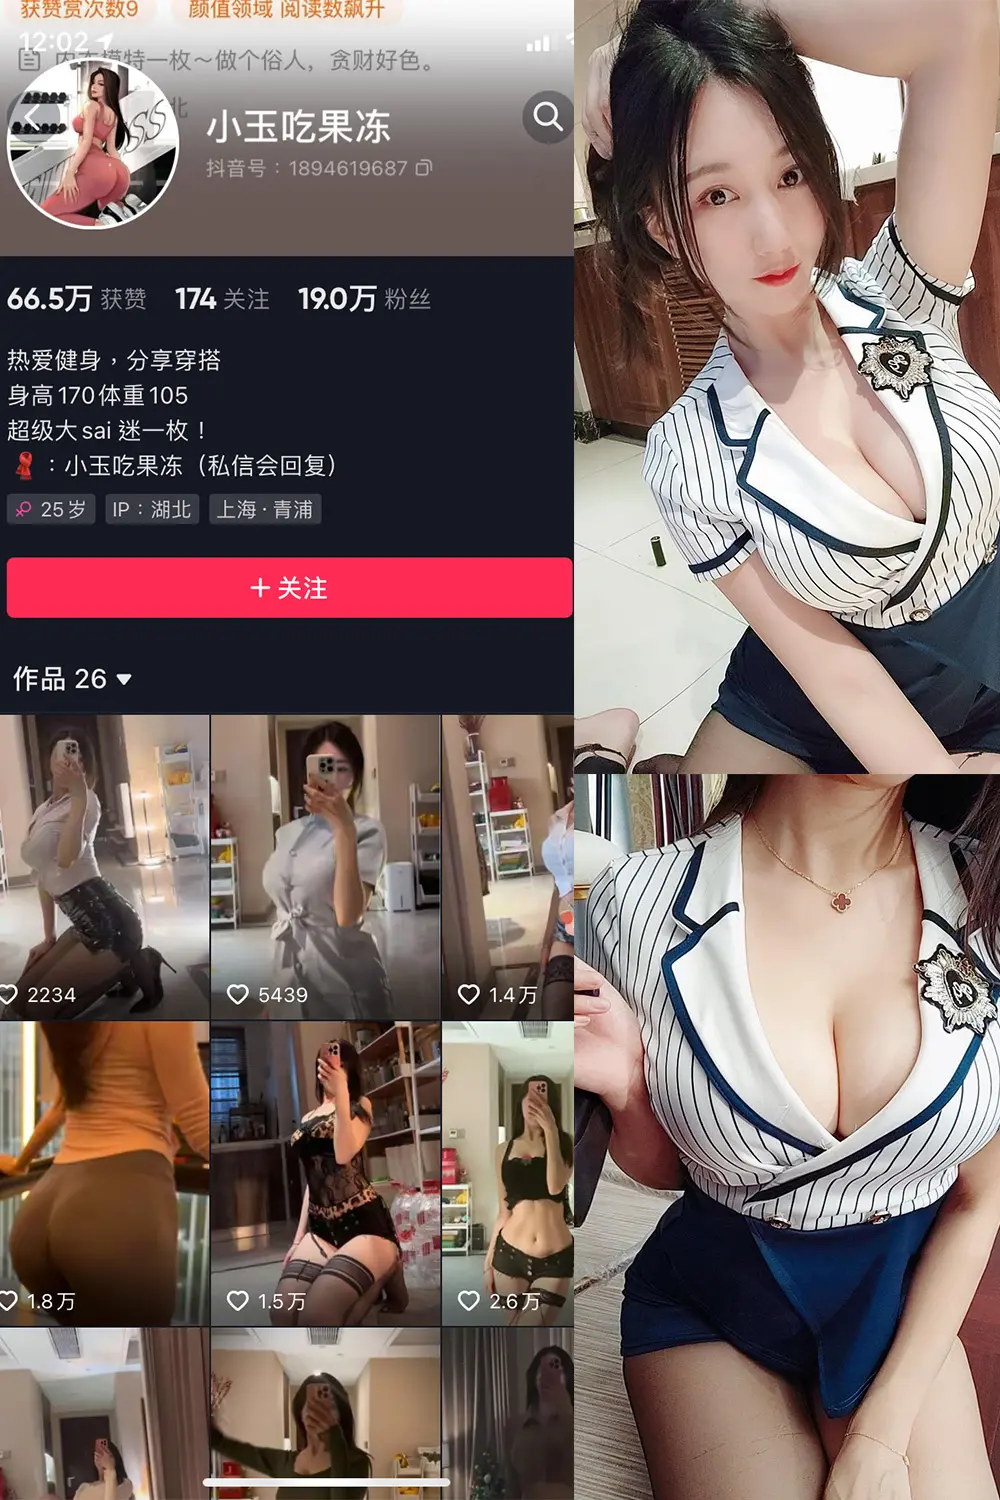 获赞赏次数9 颜值领域 阅读数飙升
12:02
内衣模特一枚～做个俗人，贪财好色。
北
小玉吃果冻
抖音号：1894619687
66.5万 获赞 174 关注 19.0万 粉丝
热爱健身，分享穿搭
身高170体重105
超级大sai 迷一枚！
：小玉吃果冻（私信会回复）
25岁 IP：湖北 上海·青浦
+ 关注
作品 26
2234 5439 1.4万
1.8万 1.5万 2.6万